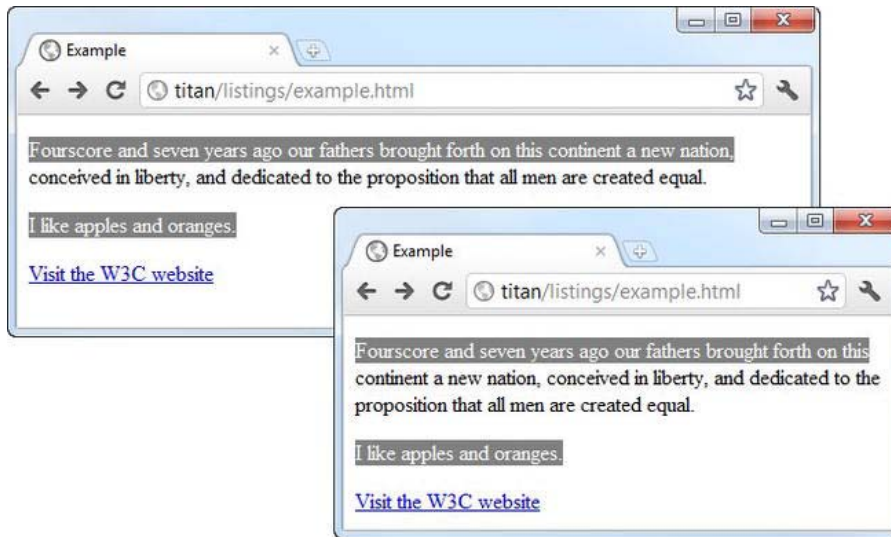 Example
titan/listings/example.html
Fourscore and seven years ago our fathers brought forth on this continent a new nation,
conceived in liberty, and dedicated to the proposition that all men are created equal.
I like apples and oranges.
Visit the W3C website
Example
titan/listings/example.html
Fourscore and seven years ago our fathers brought forth on this
continent a new nation, conceived in liberty, and dedicated to the
proposition that all men are created equal.
I like apples and oranges.
Visit the W3C website